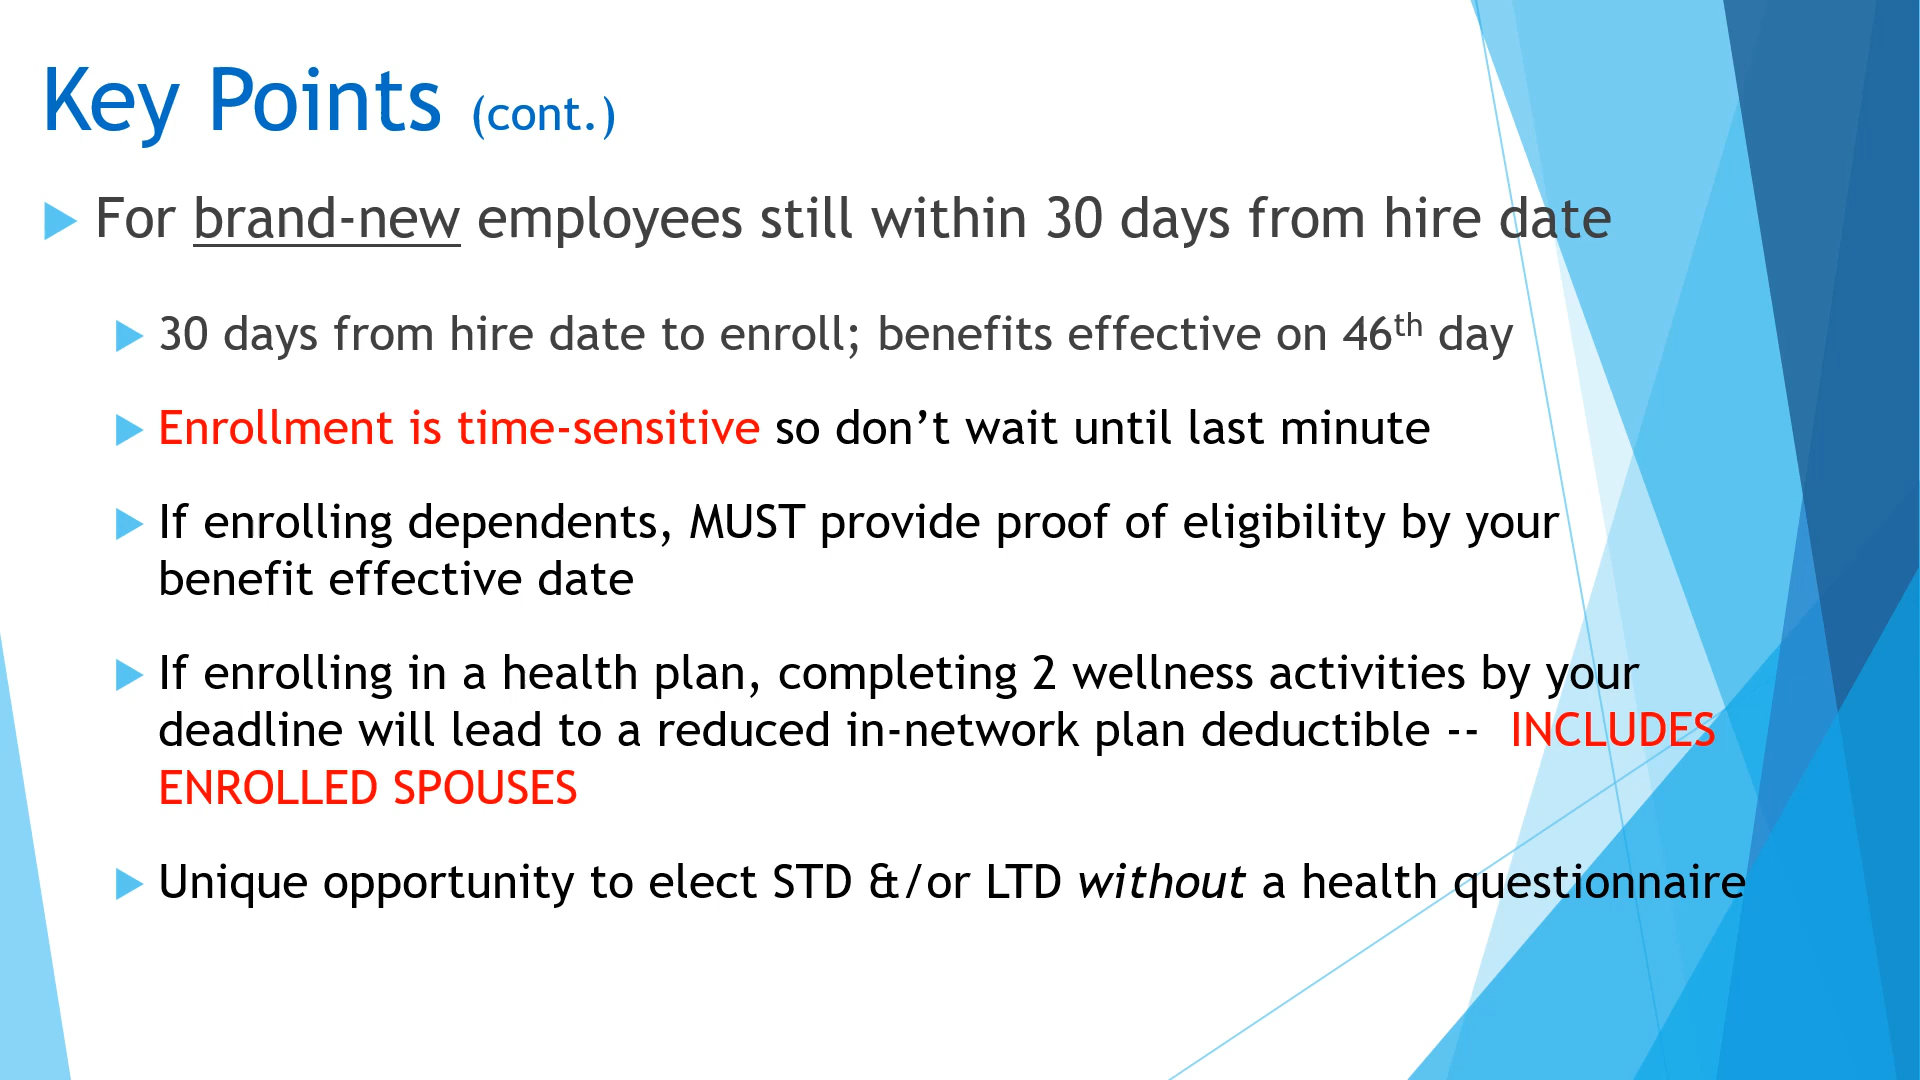 Key Points (cont.)
For brand-new employees still within 30 days from hire date
30 days from hire date to enroll; benefits effective on 46th day
Enrollment is time-sensitive so don’t wait until last minute
If enrolling dependents, MUST provide proof of eligibility by your
benefit effective date
If enrolling in a health plan, completing 2 wellness activities by your
deadline will lead to a reduced in-network plan deductible -- INCLUDES
ENROLLED SPOUSES
Unique opportunity to elect STD &/or LTD without a health questionnaire